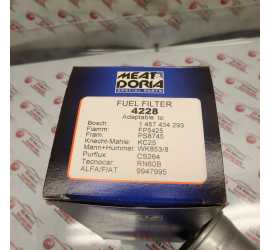 MEAT
DORIA
FUEL FILTER
4228
Adaptable to:
Bosch: 1 457 434 293
Fiamm: FP5425
Fram: PS8745
Knecht-Mahle: KC25
Mann+Hummel: WK853/8
Purflux: CS264
Tecnocar: RN60B
ALFA/FIAT 9947995